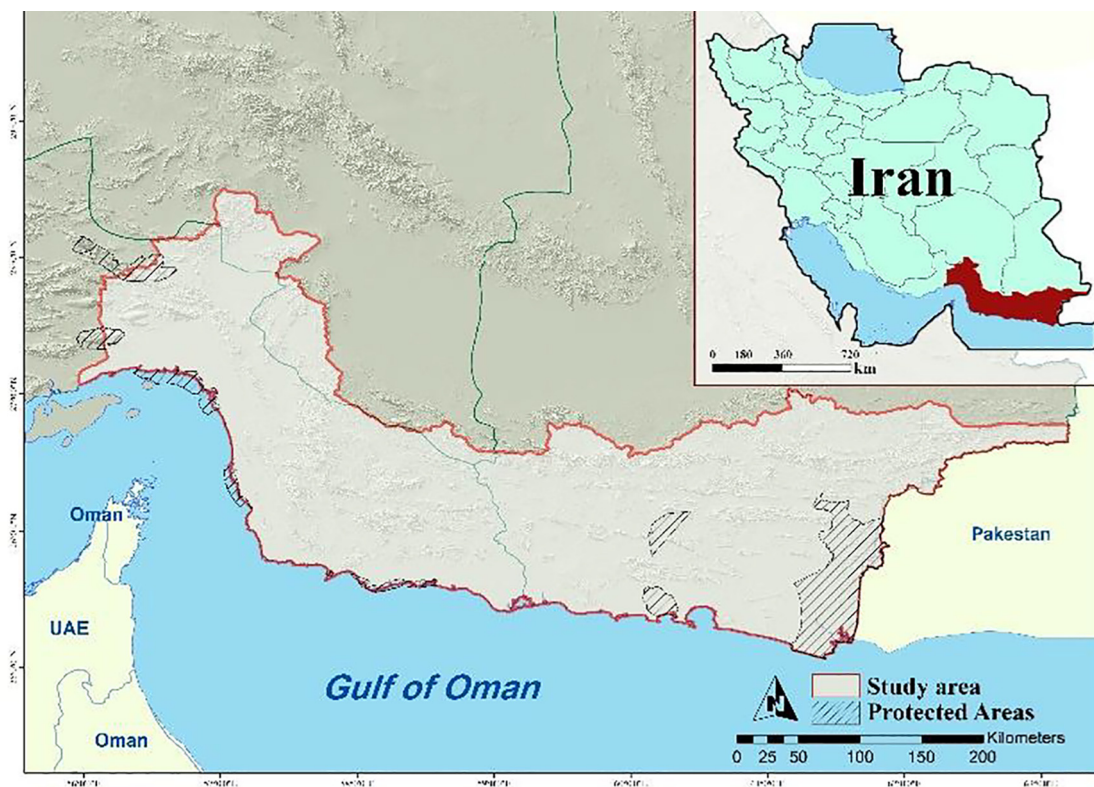 Iran
0 180 360 720
km
Oman
Pakestan
UAE
Gulf of Oman
Oman
N
Study area
Protected Areas
Kilometers
0 25 50 100 150 200